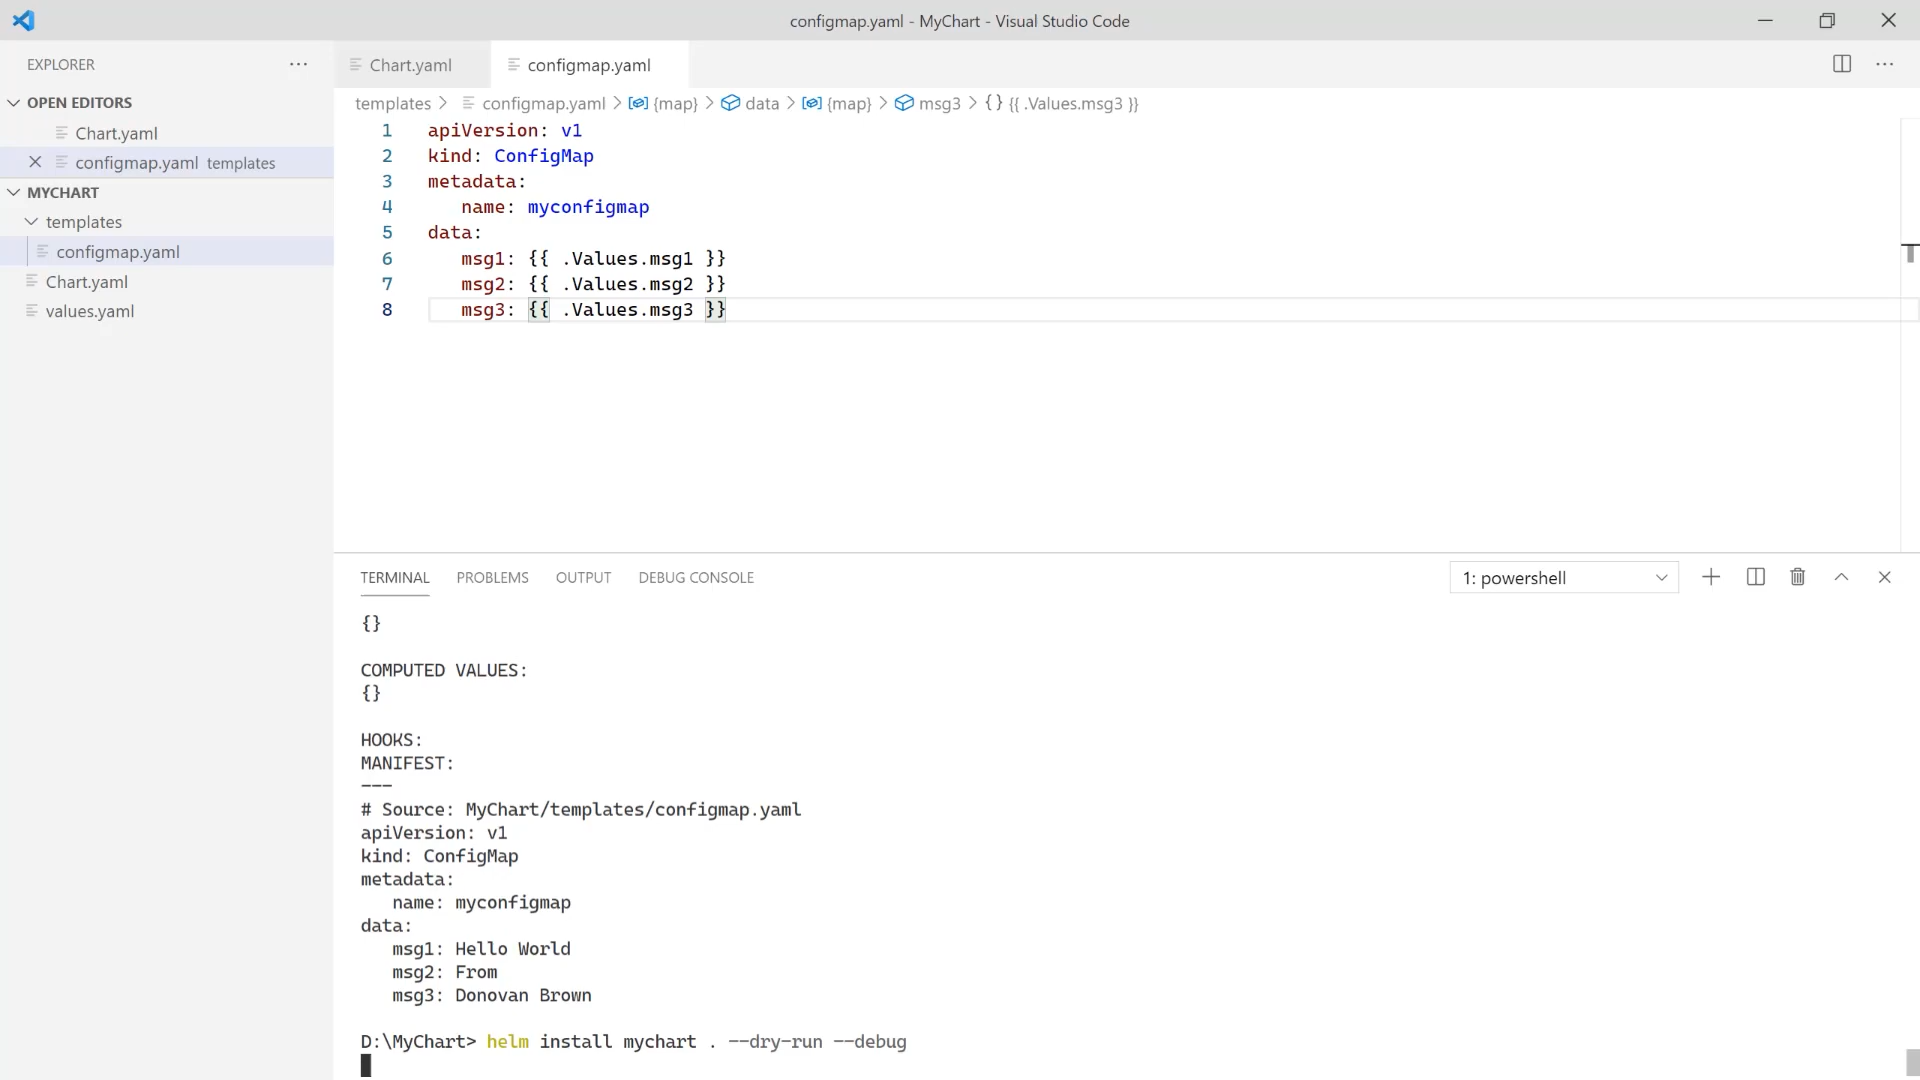 configmap.yaml - MyChart - Visual Studio Code
EXPLORER
Chart.yaml
configmap.yaml
OPEN EDITORS
Chart.yaml
configmap.yaml templates
MYCHART
templates
configmap.yaml
Chart.yaml
values.yaml
templates > configmap.yaml > {map} > data > {map} > msg3 > {} {{ .Values.msg3 }}
1 apiVersion: v1
2 kind: ConfigMap
3 metadata:
4 name: myconfigmap
5 data:
6 msg1: {{ .Values.msg1 }}
7 msg2: {{ .Values.msg2 }}
8 msg3: {{ .Values.msg3 }}
TERMINAL PROBLEMS OUTPUT DEBUG CONSOLE
1: powershell
{}
COMPUTED VALUES:
{}
HOOKS:
MANIFEST:
---
# Source: MyChart/templates/configmap.yaml
apiVersion: v1
kind: ConfigMap
metadata:
name: myconfigmap
data:
msg1: Hello World
msg2: From
msg3: Donovan Brown
D:\MyChart> helm install mychart . --dry-run --debug